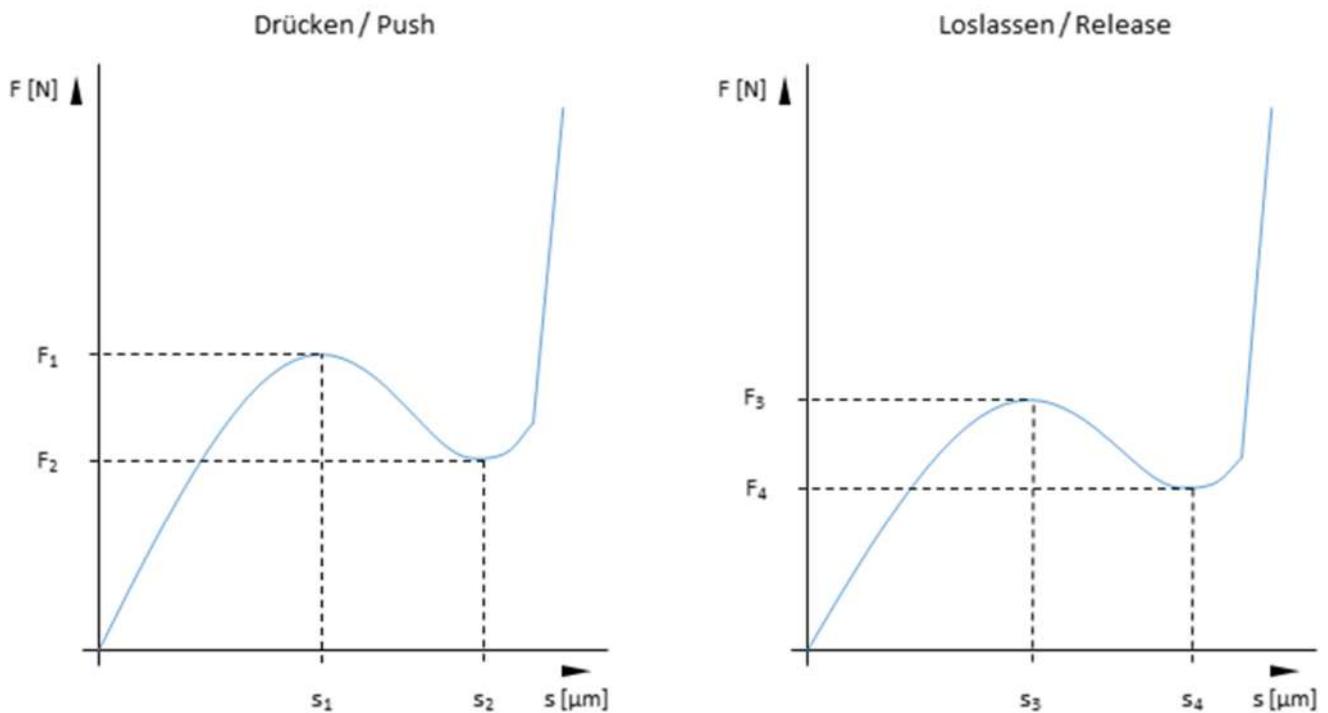 Drücken / Push
F [N]
F₁
F₂
s₁
s₂
s [µm]
Loslassen / Release
F [N]
F₃
F₄
s₃
s₄
s [µm]